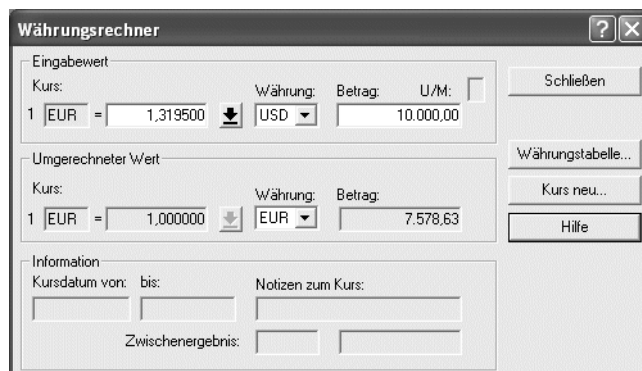 Währungsrechner
Eingabewert
Kurs: Währung: Betrag: U/M:
1 EUR = 1,319500 USD 10.000,00
Schließen
Umgerechneter Wert
Kurs: Währung: Betrag:
1 EUR = 1,000000 EUR 7.578,63
Währungstabelle...
Kurs neu...
Hilfe
Information
Kursdatum von: bis: Notizen zum Kurs:
Zwischenergebnis: